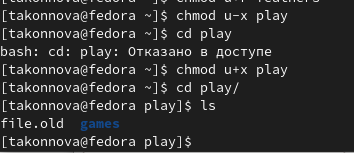 [takonnova@fedora ~]$ chmod u-x play
[takonnova@fedora ~]$ cd play
bash: cd: play: Отказано в доступе
[takonnova@fedora ~]$ chmod u+x play
[takonnova@fedora ~]$ cd play/
[takonnova@fedora play]$ ls
file.old games
[takonnova@fedora play]$